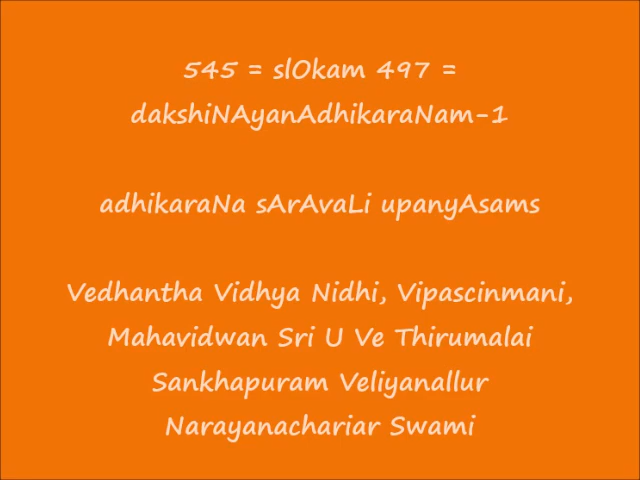 545 = slOkam 497 =
dakshiNAyanAdhikaraNam-1
adhikaraNa sArAvaLi upanyAsams
Vedhantha Vidhya Nidhi, Vipascinmani,
Mahavidwan Sri U Ve Thirumalai
Sankhapuram Veliyanallur
Narayanachariar Swami